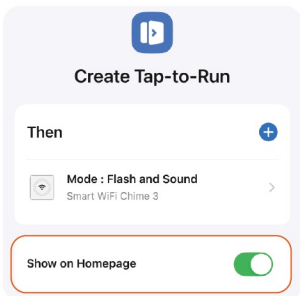 Create Tap-to-Run
Then
Mode : Flash and Sound
Smart WiFi Chime 3
Show on Homepage